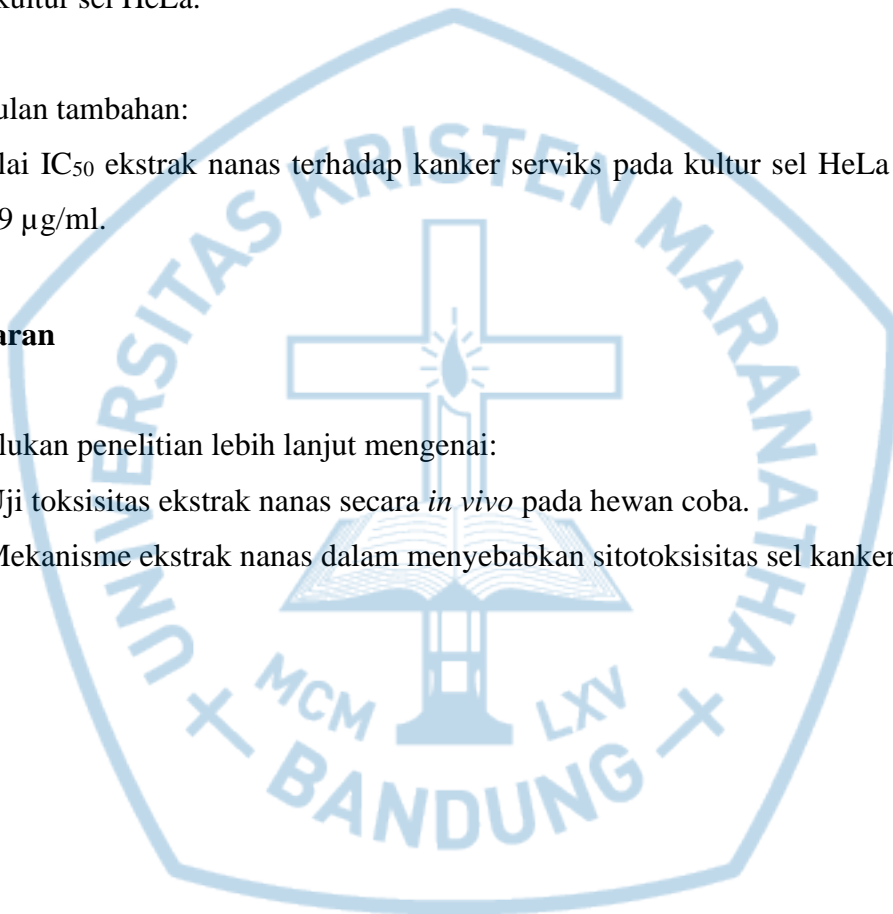 kultur sel HeLa.
ulan tambahan:
lai IC₅₀ ekstrak nanas terhadap kanker serviks pada kultur sel HeLa
9 µg/ml.
aran
lukan penelitian lebih lanjut mengenai:
Uji toksisitas ekstrak nanas secara in vivo pada hewan coba.
Mekanisme ekstrak nanas dalam menyebabkan sitotoksisitas sel kanker
UNIVERSITAS KRISTEN MARANATHA
MCM LXV
BANDUNG